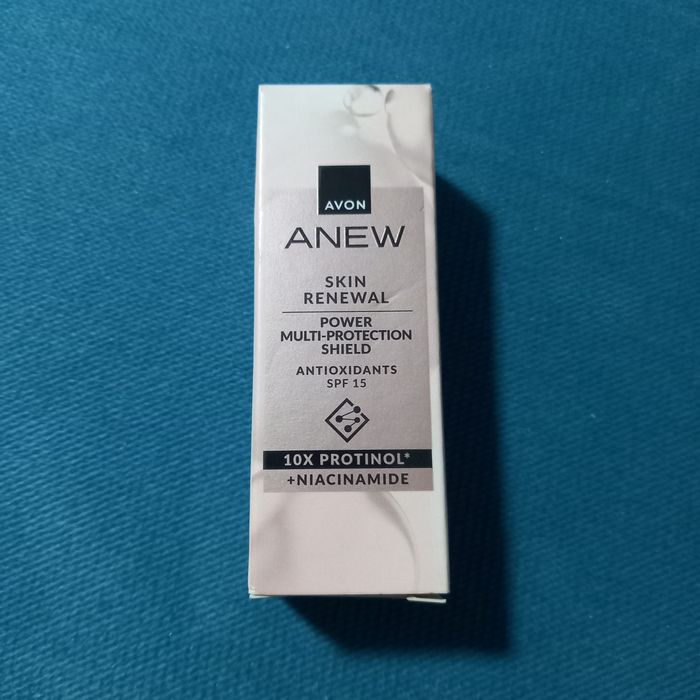 AVON
ANEW
SKIN
RENEWAL
POWER
MULTI-PROTECTION
SHIELD
ANTIOXIDANTS
SPF 15
10X PROTINOL*
+NIACINAMIDE